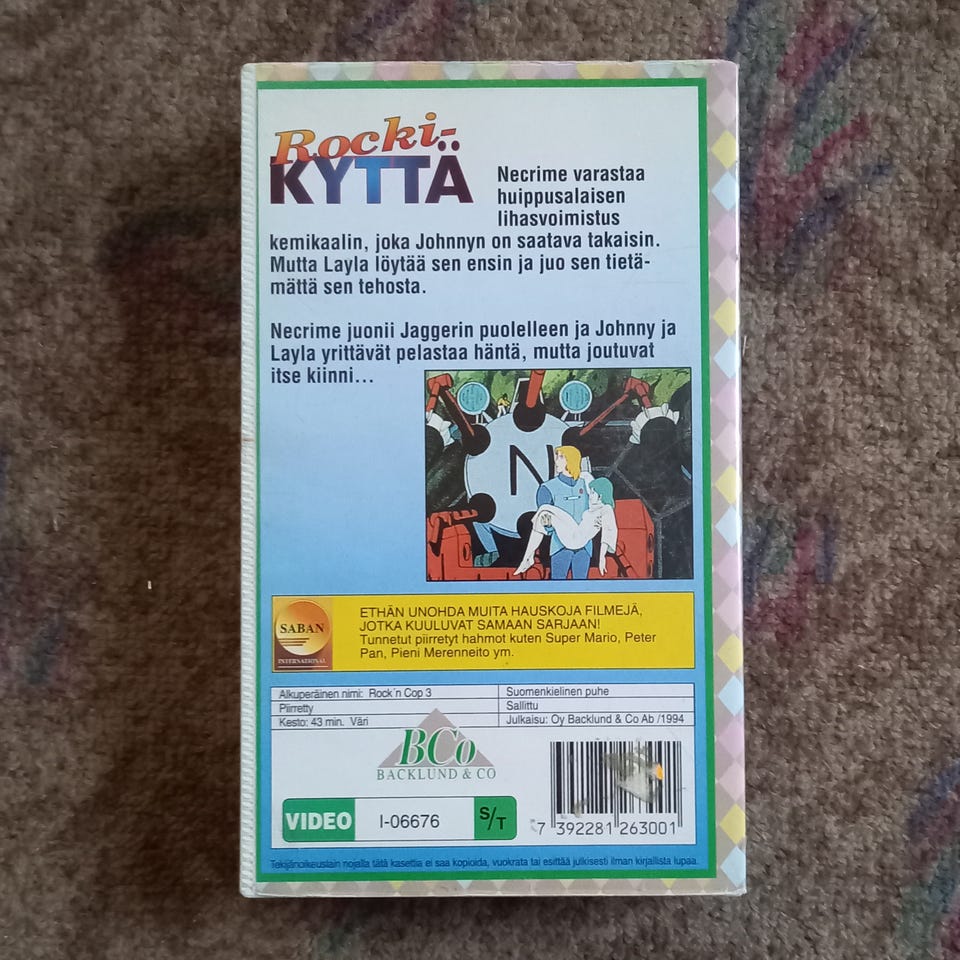 Rocki-
KYTTÄ
Necrime varastaa
huippusalaisen
lihasvoimistus
kemikaalin, joka Johnnyn on saatava takaisin.
Mutta Layla löytää sen ensin ja juo sen tietä-
mättä sen tehosta.
Necrime juonii Jaggerin puolelleen ja Johnny ja
Layla yrittävät pelastaa häntä, mutta joutuvat
itse kiinni...
N
SABAN
INTERNATIONAL
ETHÄN UNOHDA MUITA HAUSKOJA FILMEJÄ,
JOTKA KUULUVAT SAMAAN SARJAAN!
Tunnetut piirretyt hahmot kuten Super Mario, Peter
Pan, Pieni Merenneito ym.
Alkuperäinen nimi: Rock´n Cop 3
Piirretty
Kesto: 43 min. Väri
Suomenkielinen puhe
Sallittu
Julkaisu: Oy Backlund & Co Ab /1994
BCo
BACKLUND & CO
VIDEO I-06676 S/T
7 392281 263001
Tekijänoikeustain nojalla tätä kasettia ei saa kopioida, vuokrata tai esittää julkisesti ilman kirjallista lupaa.